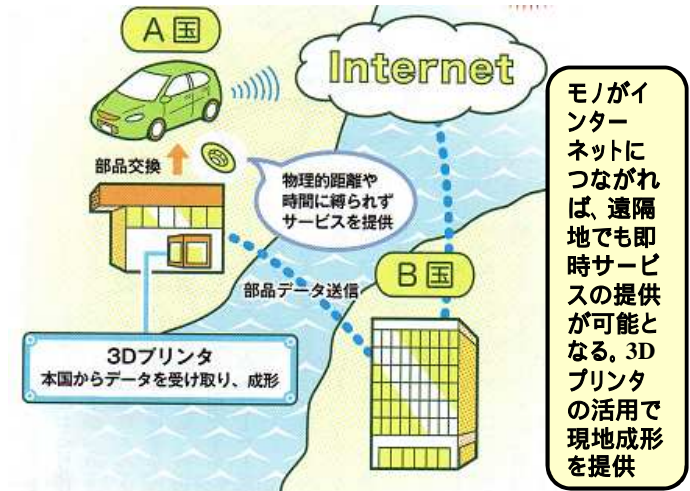 A国
Internet
部品交換
物理的距離や
時間に縛られず
サービスを提供
部品データ送信
B国
3Dプリンタ
本国からデータを受け取り、成形
モノがイ
ンター
ネットに
つながれ
ば、遠隔
地でも即
時サービ
スの提供
が可能と
なる。3D
プリンタ
の活用で
現地成形
を提供